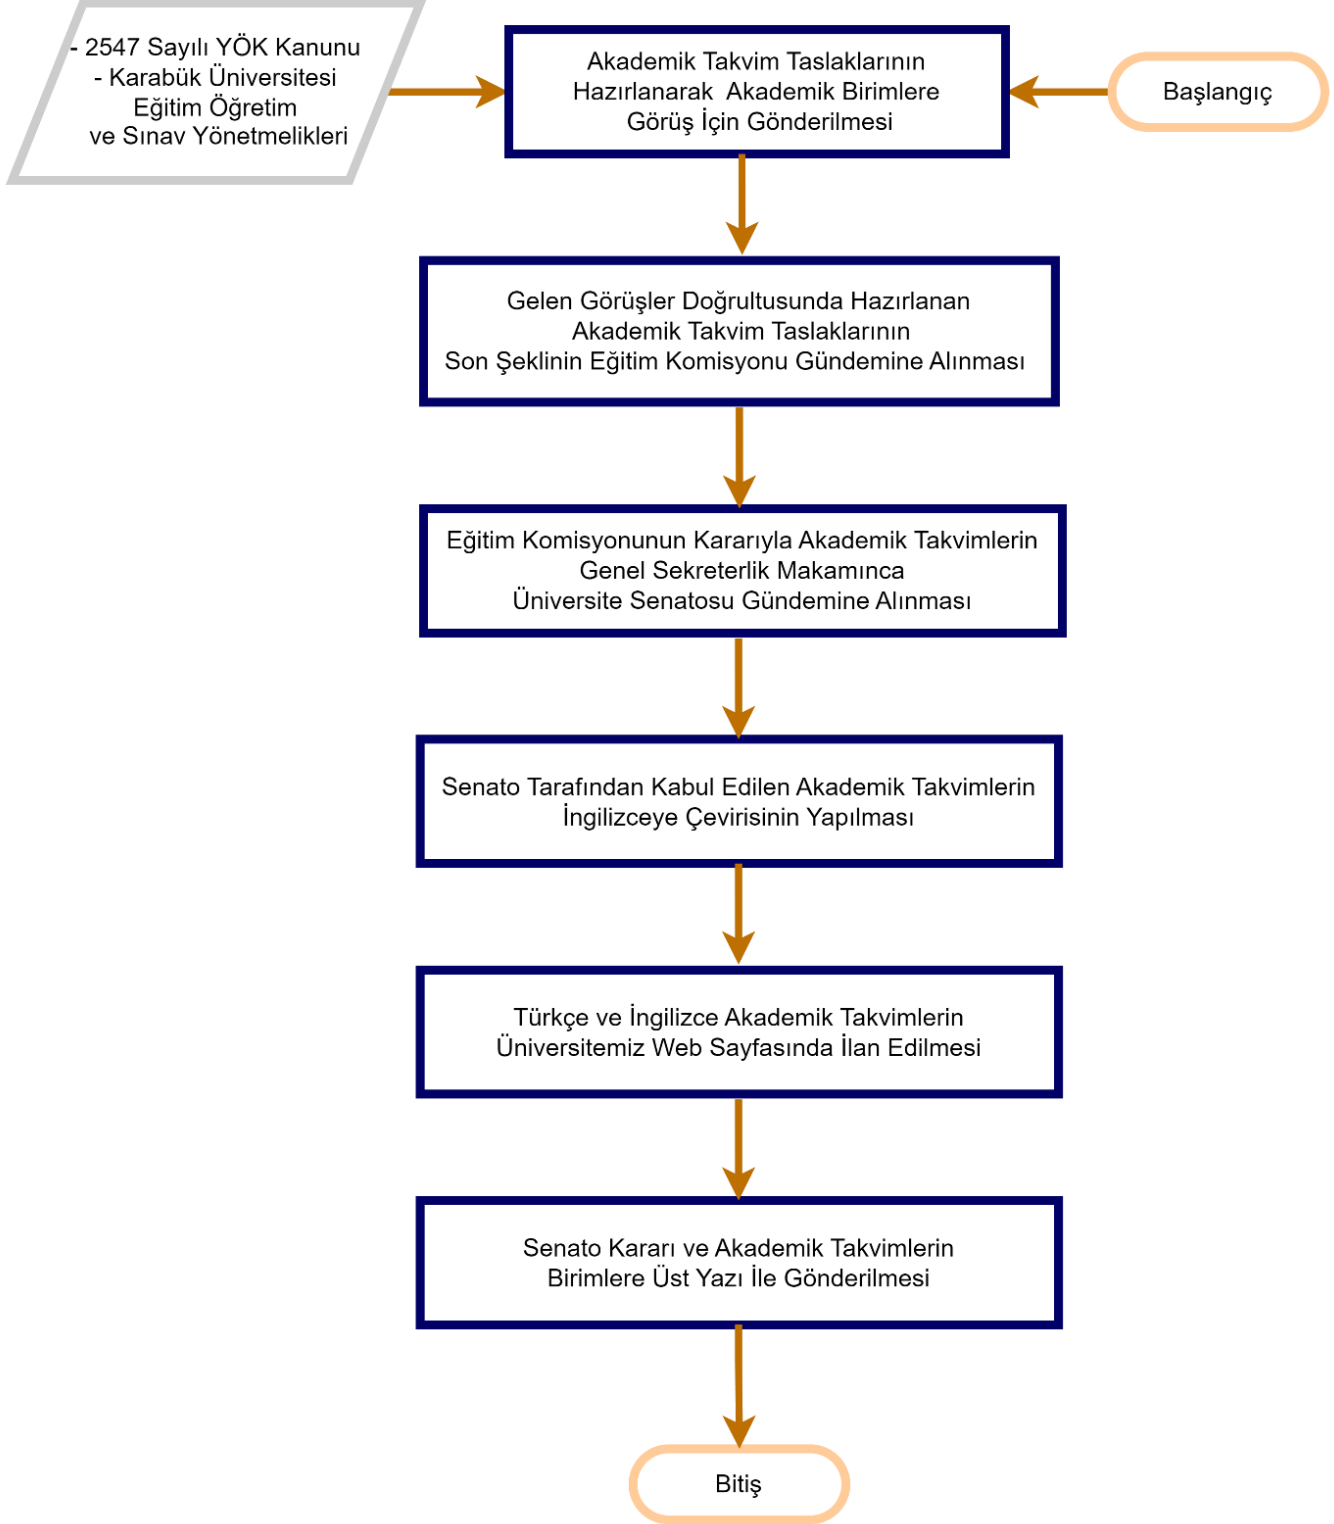 - 2547 Sayılı YÖK Kanunu
- Karabük Üniversitesi
Eğitim Öğretim
ve Sınav Yönetmelikleri
Akademik Takvim Taslaklarının
Hazırlanarak Akademik Birimlere
Görüş İçin Gönderilmesi
Başlangıç
Gelen Görüşler Doğrultusunda Hazırlanan
Akademik Takvim Taslaklarının
Son Şeklinin Eğitim Komisyonu Gündemine Alınması
Eğitim Komisyonunun Kararıyla Akademik Takvimlerin
Genel Sekreterlik Makamınca
Üniversite Senatosu Gündemine Alınması
Senato Tarafından Kabul Edilen Akademik Takvimlerin
İngilizceye Çevirisinin Yapılması
Türkçe ve İngilizce Akademik Takvimlerin
Üniversitemiz Web Sayfasında İlan Edilmesi
Senato Kararı ve Akademik Takvimlerin
Birimlere Üst Yazı İle Gönderilmesi
Bitiş